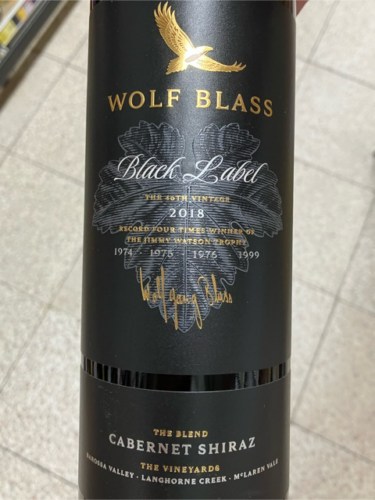 WOLF BLASS
Black Label
THE 46TH VINTAGE
2018
RECORD FOUR TIMES WINNER OF
THE JIMMY WATSON TROPHY
1974 · 1975 · 1976 · 1999
Wolfgang Blass
THE BLEND
CABERNET SHIRAZ
THE VINEYARDS
BAROSSA VALLEY · LANGHORNE CREEK · McLAREN VALE